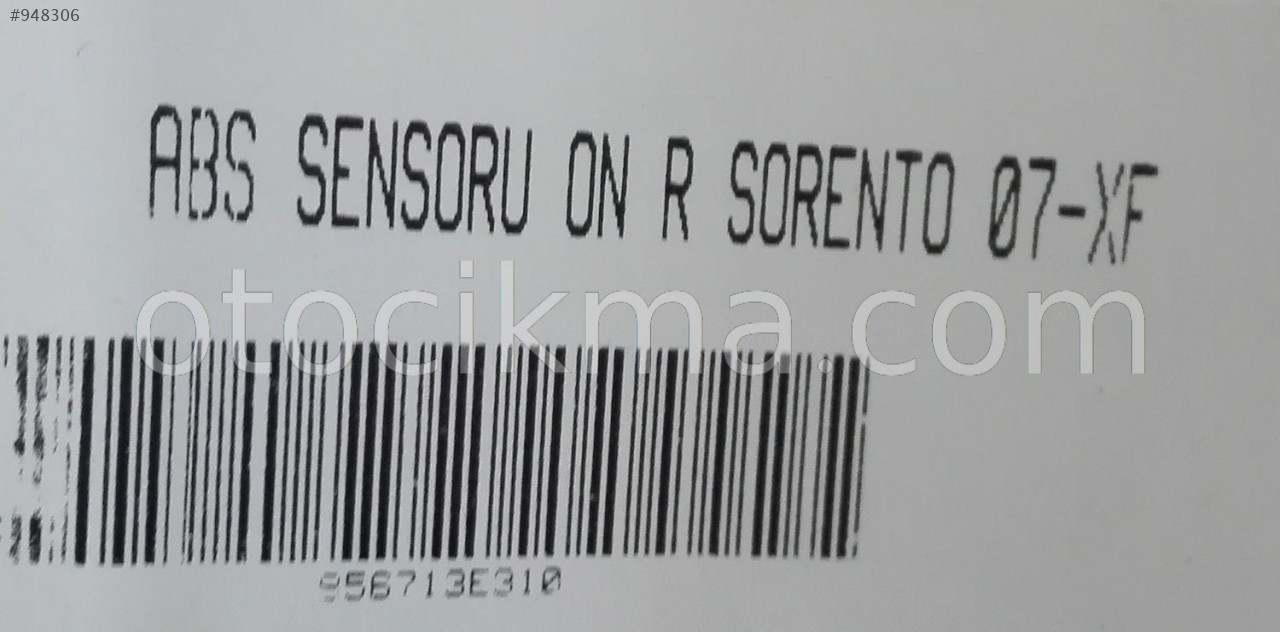 #948306
ABS SENSORU ON R SORENTO 07-XF
otocikma.com
956713E310